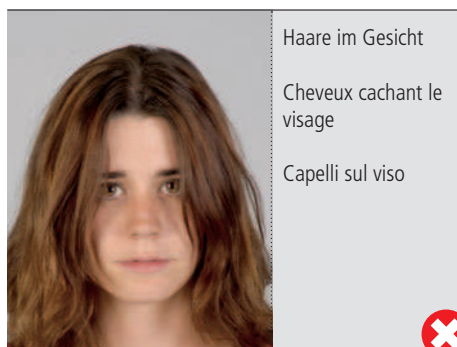 Haare im Gesicht
Cheveux cachant le
visage
Capelli sul viso